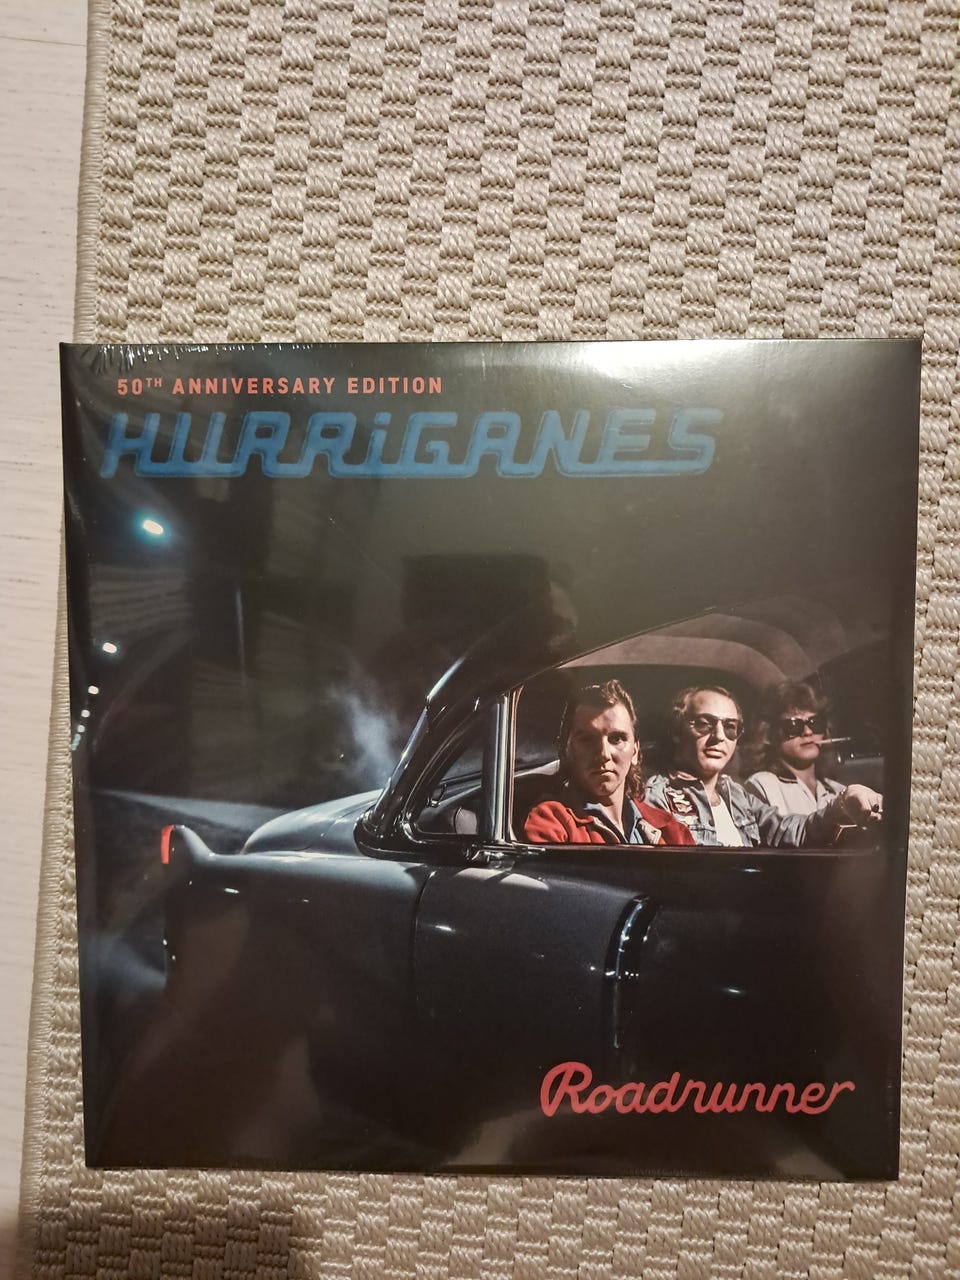 50TH ANNIVERSARY EDITION
HURRiGANES
Roadrunner